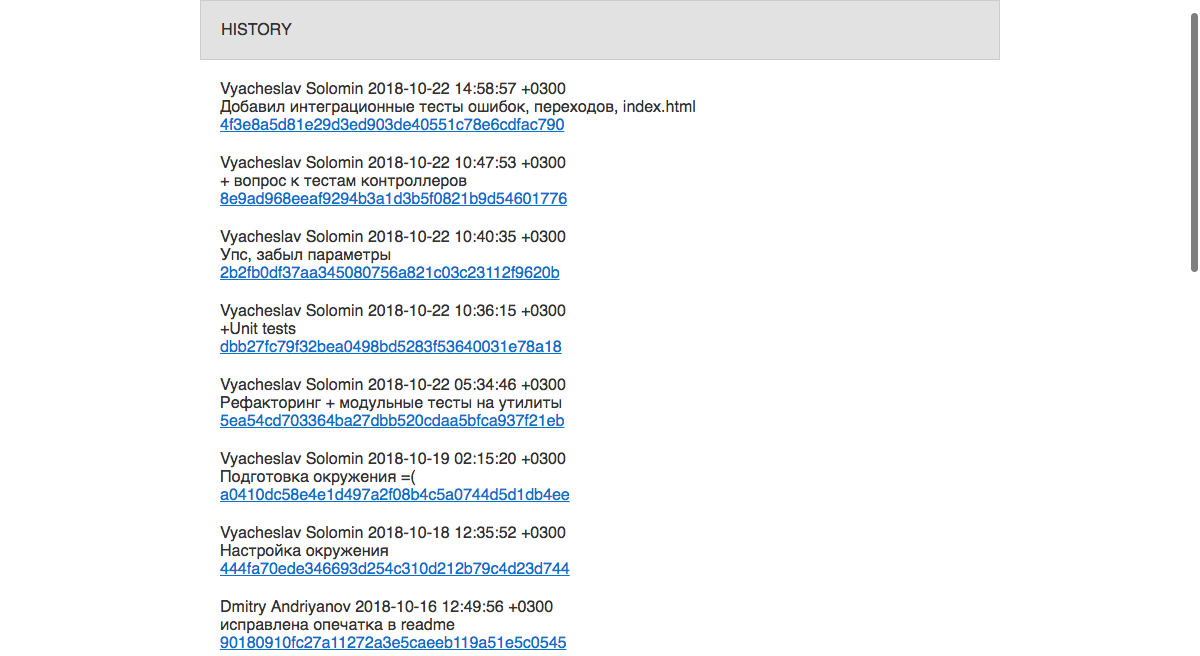 HISTORY
Vyacheslav Solomin 2018-10-22 14:58:57 +0300
Добавил интеграционные тесты ошибок, переходов, index.html
4f3e8a5d81e29d3ed903de40551c78e6cdfac790
Vyacheslav Solomin 2018-10-22 10:47:53 +0300
+ вопрос к тестам контроллеров
8e9ad968eeaf9294b3a1d3b5f0821b9d54601776
Vyacheslav Solomin 2018-10-22 10:40:35 +0300
Упс, забыл параметры
2b2fb0df37aa345080756a821c03c23112f9620b
Vyacheslav Solomin 2018-10-22 10:36:15 +0300
+Unit tests
dbb27fc79f32bea0498bd5283f53640031e78a18
Vyacheslav Solomin 2018-10-22 05:34:46 +0300
Рефакторинг + модульные тесты на утилиты
5ea54cd703364ba27dbb520cdaa5bfca937f21eb
Vyacheslav Solomin 2018-10-19 02:15:20 +0300
Подготовка окружения =(
a0410dc58e4e1d497a2f08b4c5a0744d5d1db4ee
Vyacheslav Solomin 2018-10-18 12:35:52 +0300
Настройка окружения
444fa70ede346693d254c310d212b79c4d23d744
Dmitry Andriyanov 2018-10-16 12:49:56 +0300
исправлена опечатка в readme
90180910fc27a11272a3e5caeeb119a51e5c0545